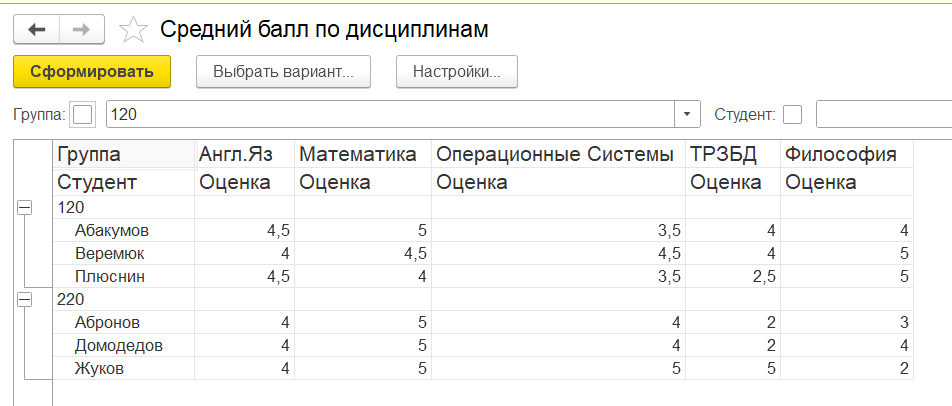 Средний балл по дисциплинам
Сформировать Выбрать вариант... Настройки...
Группа: 120 Студент:
Группа Англ.Яз Математика Операционные Системы ТРЗБД Философия
Студент Оценка Оценка Оценка Оценка Оценка
120
Абакумов 4,5 5 3,5 4 4
Веремюк 4 4,5 4,5 4 5
Плюснин 4,5 4 3,5 2,5 5
220
Абронов 4 5 4 2 3
Домодедов 4 5 4 2 4
Жуков 4 5 5 5 2